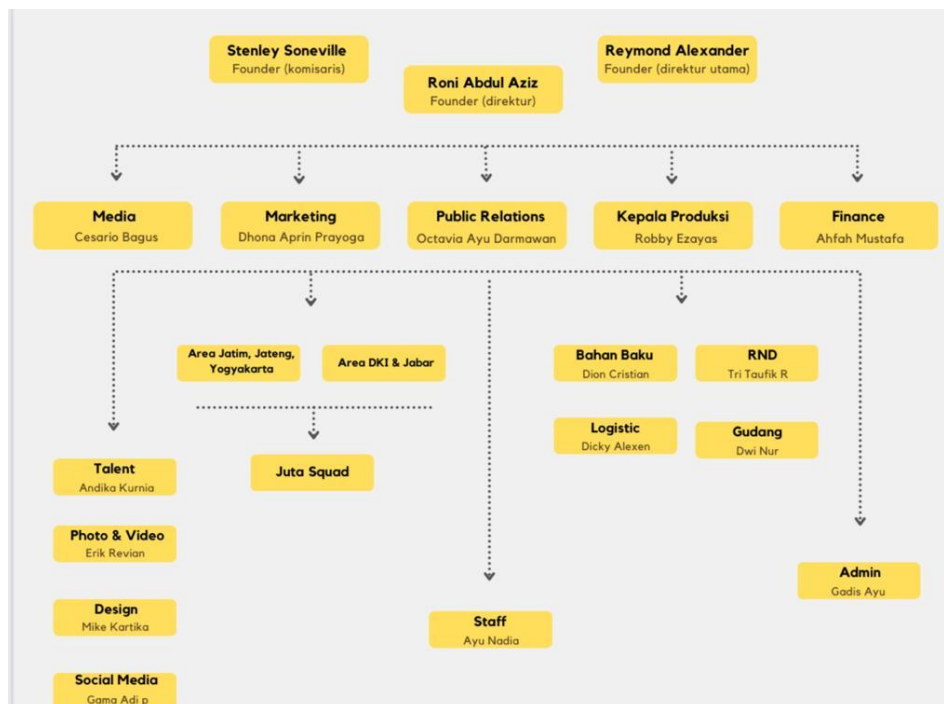 Stenley Soneville
Founder (komisaris)
Reymond Alexander
Founder (direktur utama)
Roni Abdul Aziz
Founder (direktur)
Media
Cesario Bagus
Marketing
Dhona Aprin Prayoga
Public Relations
Octavia Ayu Darmawan
Kepala Produksi
Robby Ezayas
Finance
Ahfah Mustafa
Area Jatim, Jateng,
Yogyakarta
Area DKI & Jabar
Bahan Baku
Dion Cristian
RND
Tri Taufik R
Logistic
Dicky Alexen
Gudang
Dwi Nur
Juta Squad
Talent
Andika Kurnia
Photo & Video
Erik Revian
Design
Mike Kartika
Social Media
Gama Adi p
Staff
Ayu Nadia
Admin
Gadis Ayu